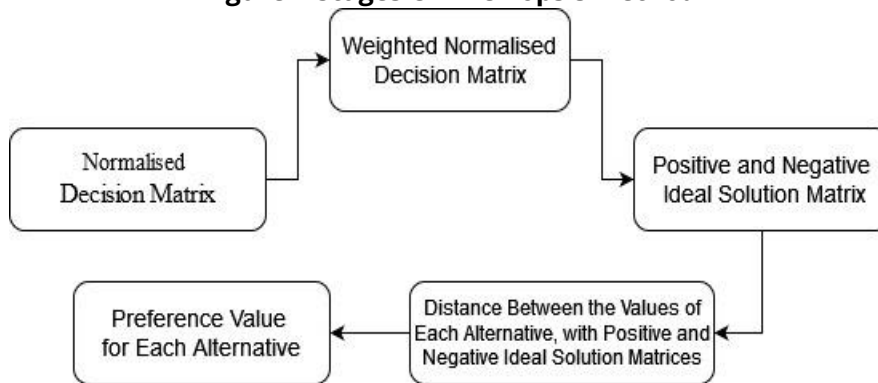 Normalised
Decision Matrix
Weighted Normalised
Decision Matrix
Positive and Negative
Ideal Solution Matrix
Distance Between the Values of
Each Alternative, with Positive and
Negative Ideal Solution Matrices
Preference Value
for Each Alternative